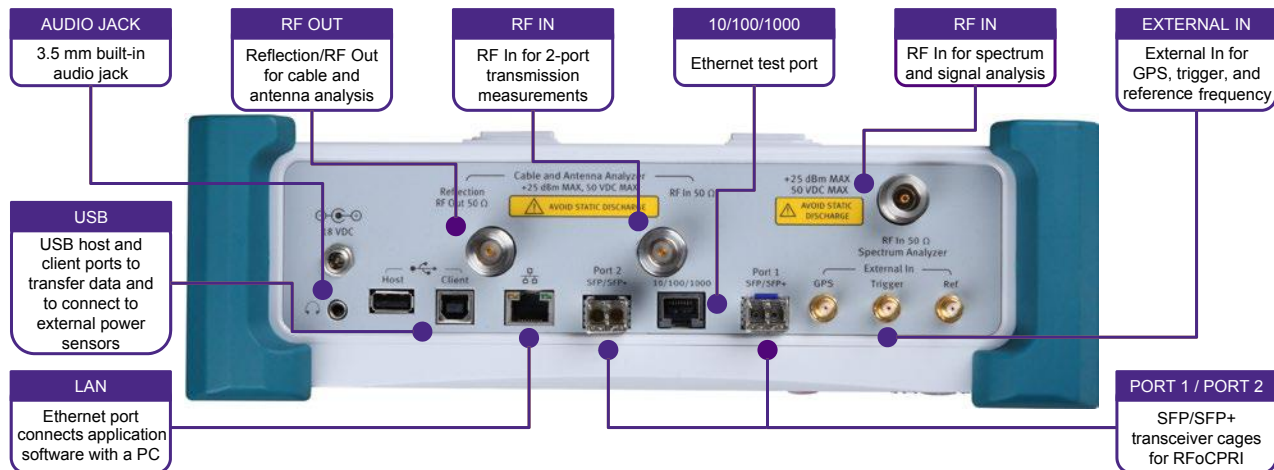 AUDIO JACK
3.5 mm built-in
audio jack
RF OUT
Reflection/RF Out
for cable and
antenna analysis
RF IN
RF In for 2-port
transmission
measurements
10/100/1000
Ethernet test port
RF IN
RF In for spectrum
and signal analysis
EXTERNAL IN
External In for
GPS, trigger, and
reference frequency
USB
USB host and
client ports to
transfer data and
to connect to
external power
sensors
LAN
Ethernet port
connects application
software with a PC
PORT 1 / PORT 2
SFP/SFP+
transceiver cages
for RFoCPRI
Cable and Antenna Analyzer
+25 dBm MAX, 50 VDC MAX
Reflection
RF Out 50 Ω
AVOID STATIC DISCHARGE
RF In 50 Ω
+25 dBm MAX
50 VDC MAX
AVOID STATIC
DISCHARGE
RF In 50 Ω
Spectrum Analyzer
18 VDC
Host
Client
Port 2
SFP/SFP+
10/100/1000
Port 1
SFP/SFP+
External In
GPS
Trigger
Ref